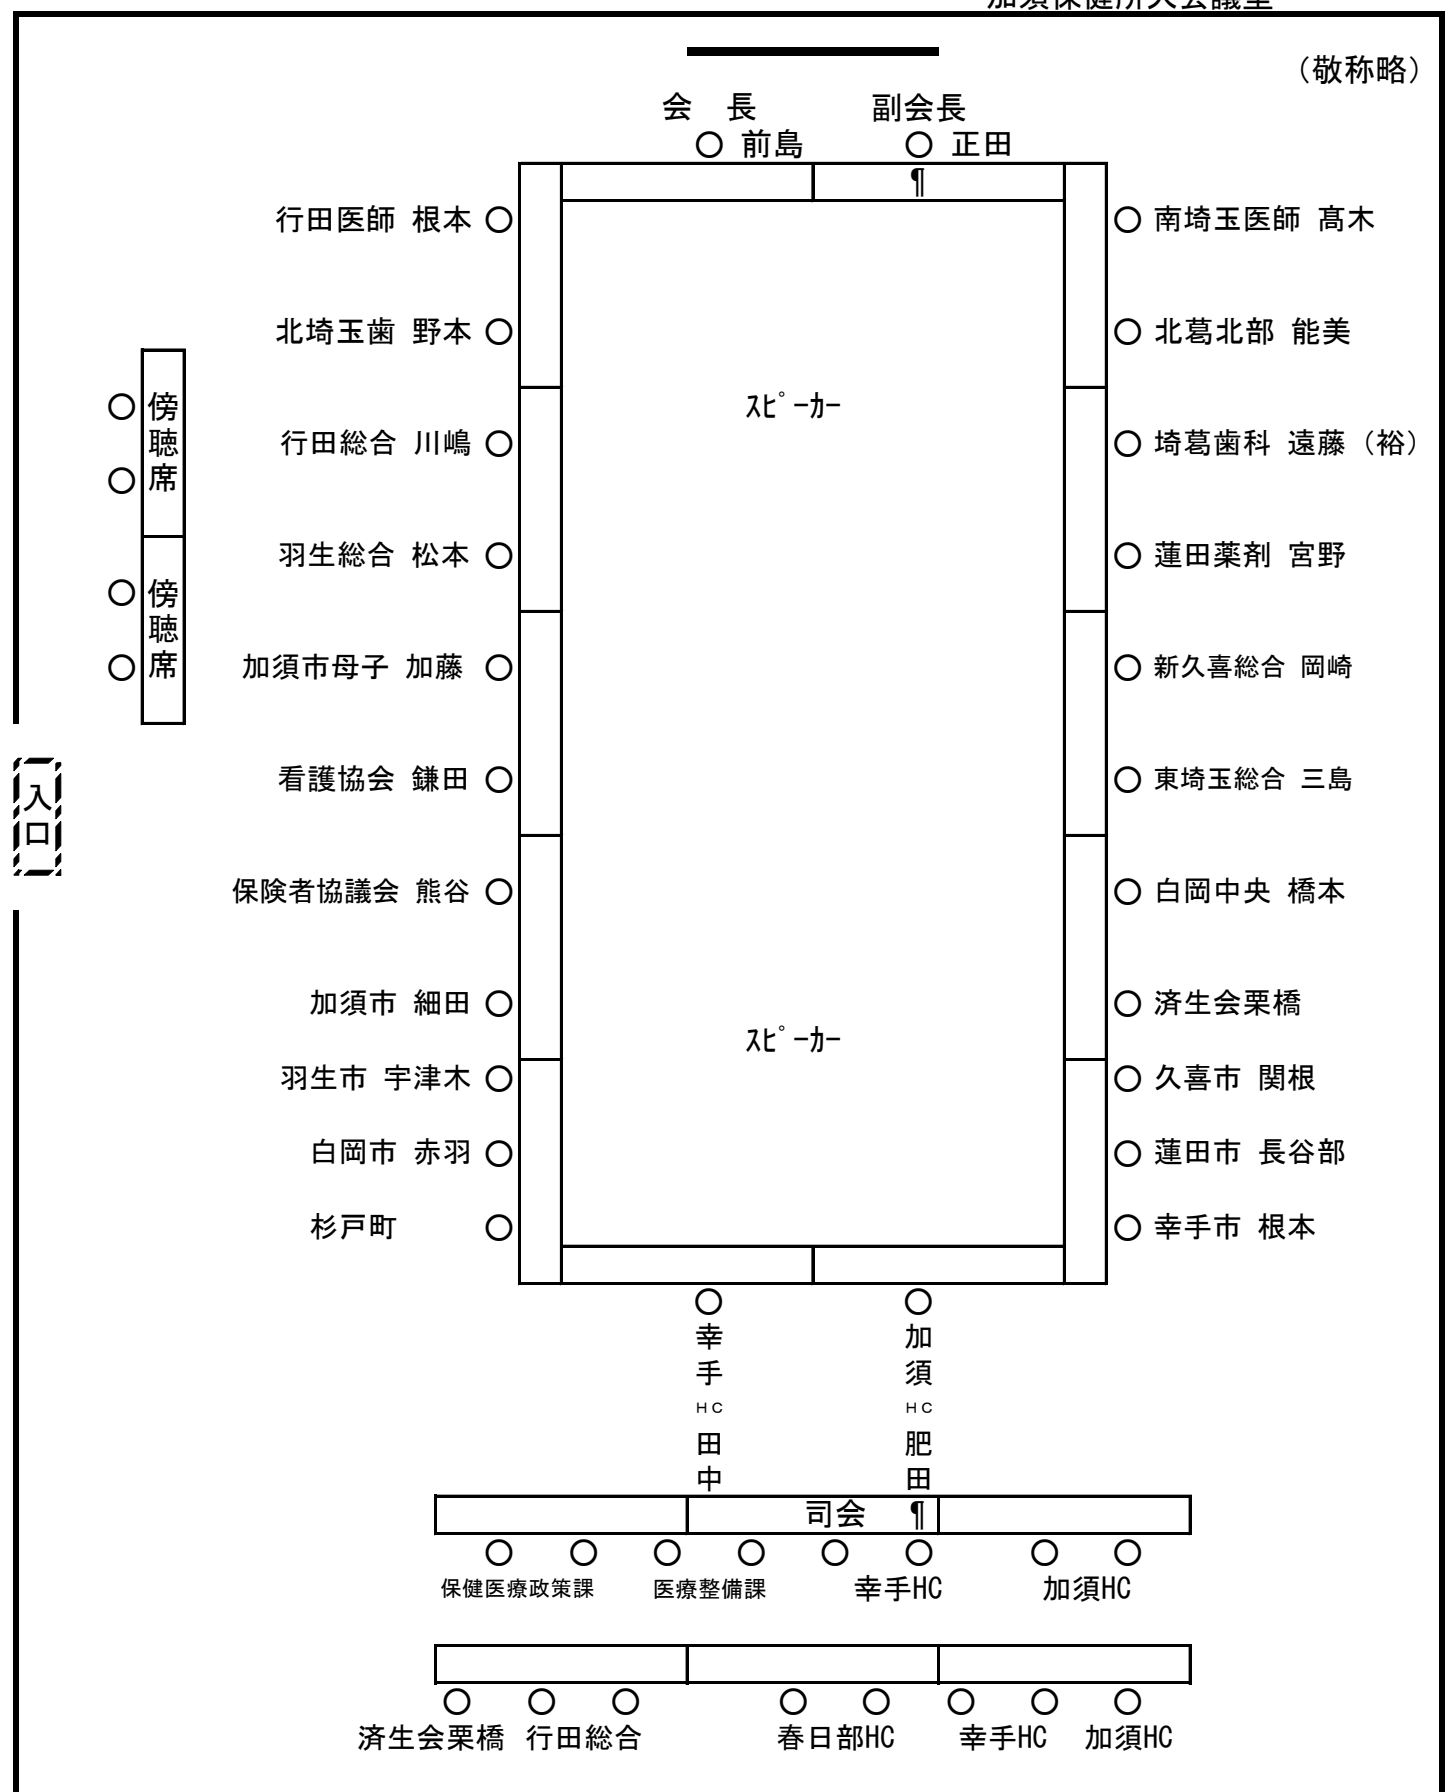 加須保健所大会議室
（敬称略）
会　長　副会長
○ 前島　○ 正田
¶
行田医師 根本 ○　○ 南埼玉医師 髙木
北埼玉歯 野本 ○　○ 北葛北部 能美
ｽﾋﾟｰｶｰ
行田総合 川嶋 ○　○ 埼葛歯科 遠藤（裕）
羽生総合 松本 ○　○ 蓮田薬剤 宮野
傍聴席
傍聴席
加須市母子 加藤 ○　○ 新久喜総合 岡崎
看護協会 鎌田 ○　○ 東埼玉総合 三島
入口
保険者協議会 熊谷 ○　○ 白岡中央 橋本
加須市 細田 ○　○ 済生会栗橋
ｽﾋﾟｰｶｰ
羽生市 宇津木 ○　○ 久喜市 関根
白岡市 赤羽 ○　○ 蓮田市 長谷部
杉戸町 ○　○ 幸手市 根本
幸手HC田中
加須HC肥田
司会 ¶
保健医療政策課　医療整備課　幸手HC　加須HC
済生会栗橋　行田総合　春日部HC　幸手HC　加須HC